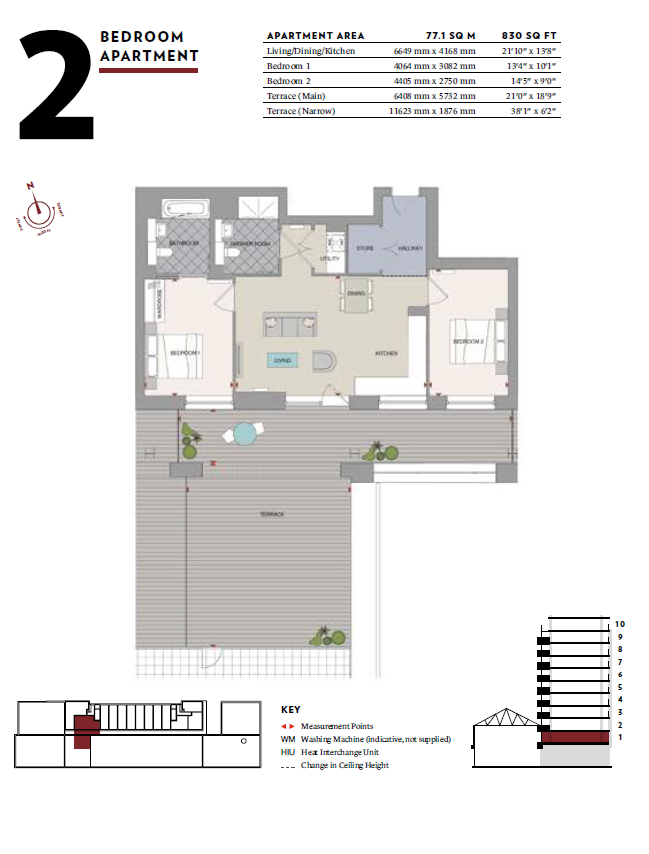 2 BEDROOM
APARTMENT
APARTMENT AREA 77.1 SQ M 830 SQ FT
Living/Dining/Kitchen 6649 mm x 4168 mm 21'10" x 13'8"
Bedroom 1 4064 mm x 3082 mm 13'4" x 10'1"
Bedroom 2 4405 mm x 2750 mm 14'5" x 9'0"
Terrace (Main) 6408 mm x 5732 mm 21'0" x 18'9"
Terrace (Narrow) 11623 mm x 1876 mm 38'1" x 6'2"
N
BATHROOM
SHOWER ROOM
UTILITY
STORE
HALLWAY
WARDROBE
DINING
BEDROOM 1
LIVING
KITCHEN
BEDROOM 2
TERRACE
10
9
8
7
6
5
4
3
2
1
KEY
Measurement Points
WM Washing Machine (indicative, not supplied)
HIU Heat Interchange Unit
Change in Ceiling Height